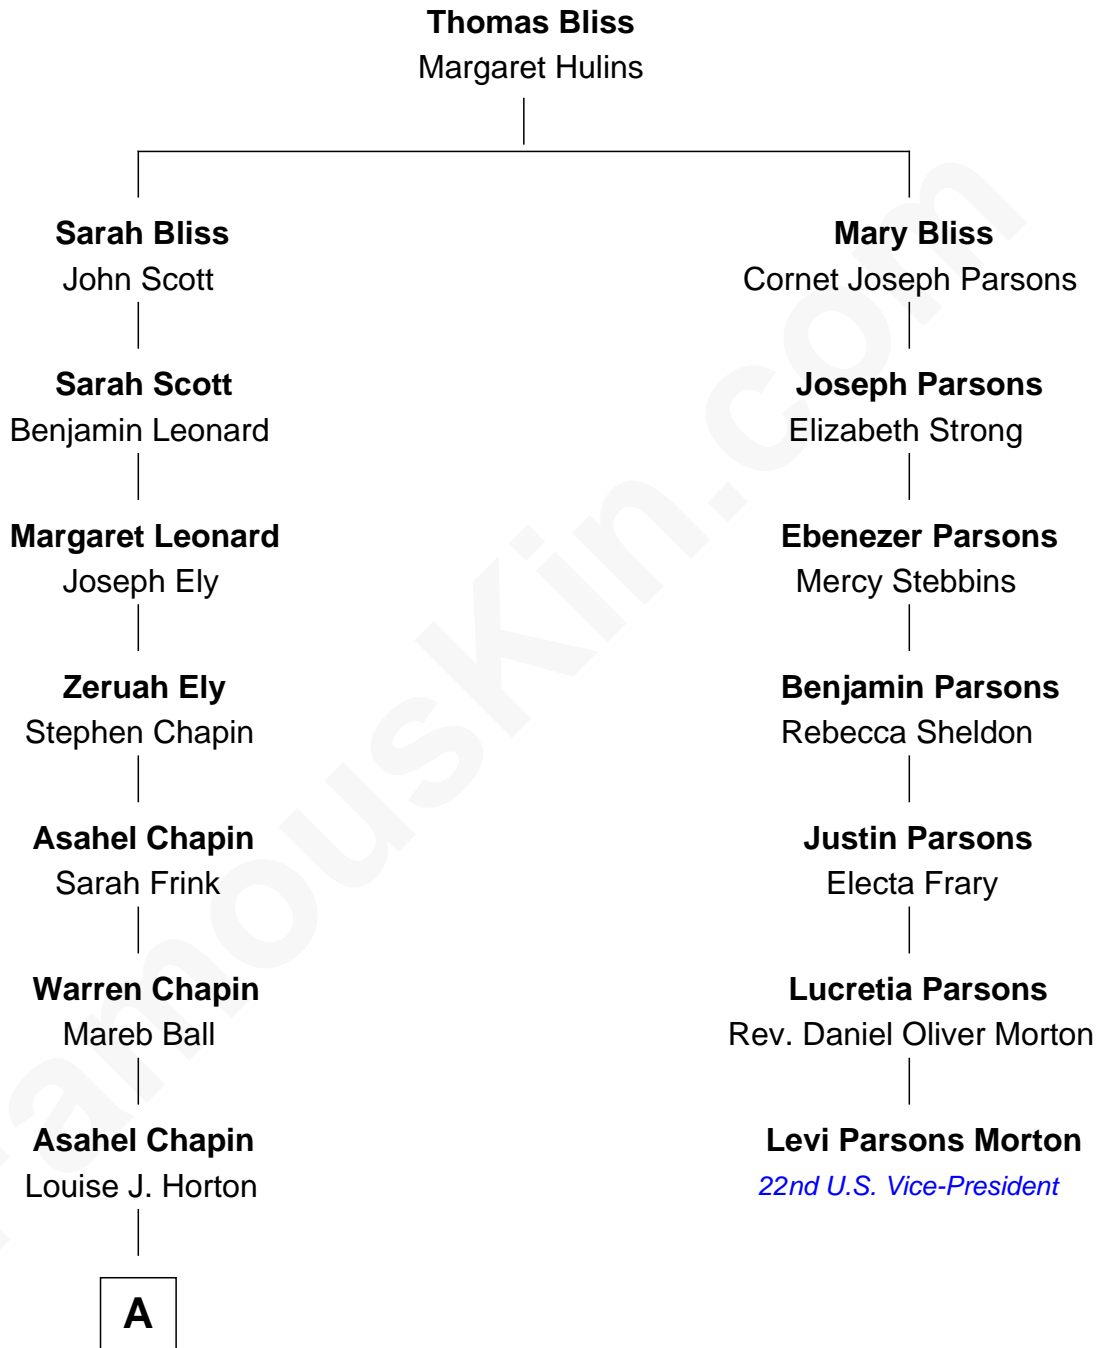 Thomas Bliss
Margaret Hulins
Sarah Bliss
John Scott
Mary Bliss
Cornet Joseph Parsons
Sarah Scott
Benjamin Leonard
Joseph Parsons
Elizabeth Strong
Margaret Leonard
Joseph Ely
Ebenezer Parsons
Mercy Stebbins
Zeruah Ely
Stephen Chapin
Benjamin Parsons
Rebecca Sheldon
Asahel Chapin
Sarah Frink
Justin Parsons
Electa Frary
Warren Chapin
Mareb Ball
Lucretia Parsons
Rev. Daniel Oliver Morton
Asahel Chapin
Louise J. Horton
Levi Parsons Morton
22nd U.S. Vice-President
A
FamousKin.com